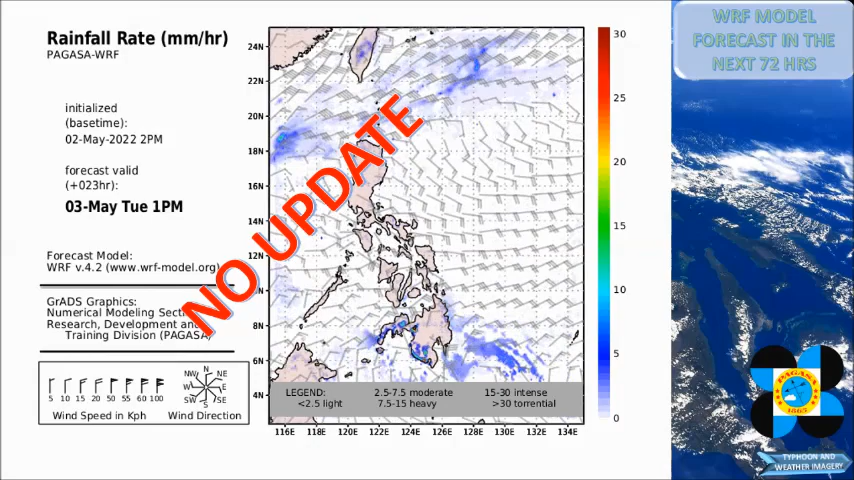 Rainfall Rate (mm/hr)
PAGASA-WRF
initialized
(basetime):
02-May-2022 2PM
forecast valid
(+023hr):
03-May Tue 1PM
Forecast Model:
WRF v.4.2 (www.wrf-model.org)
GrADS Graphics:
Numerical Modeling Sect
Research, Development and
Training Division (PAGASA)
NW N NE
W E
SW S SE
5 10 15 20 50 55 60 100
Wind Speed in Kph Wind Direction
NO UPDATE
24N
22N
20N
18N
16N
14N
12N
10N
8N
6N
4N
LEGEND: 2.5-7.5 moderate 15-30 intense
<2.5 light 7.5-15 heavy >30 torrential
116E 118E 120E 122E 124E 126E 128E 130E 132E 134E
30
25
20
15
10
5
0
WRF MODEL
FORECAST IN THE
NEXT 72 HRS
PAGASA
1865
TYPHOON AND
WEATHER IMAGERY